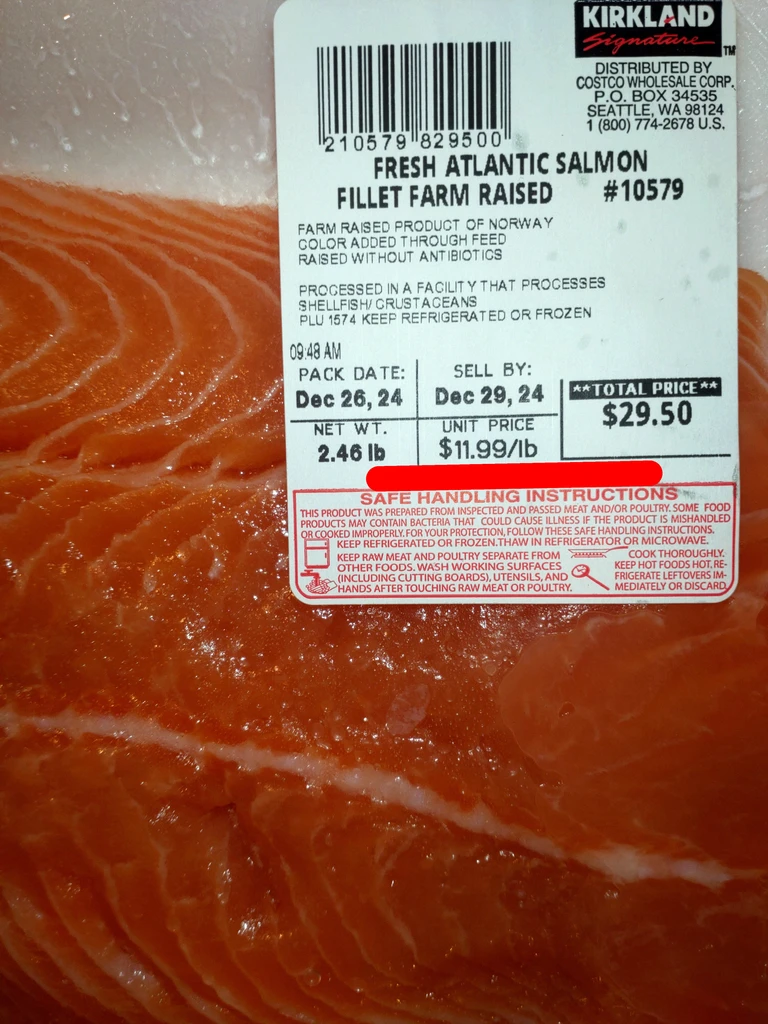 KIRKLAND
Signature TM
DISTRIBUTED BY
COSTCO WHOLESALE CORP.
P.O. BOX 34535
SEATTLE, WA 98124
1 (800) 774-2678 U.S.
210579 829500
FRESH ATLANTIC SALMON
FILLET FARM RAISED #10579
FARM RAISED PRODUCT OF NORWAY
COLOR ADDED THROUGH FEED
RAISED WITHOUT ANTIBIOTICS
PROCESSED IN A FACILITY THAT PROCESSES
SHELLFISH/ CRUSTACEANS
PLU 1574 KEEP REFRIGERATED OR FROZEN
09:48 AM
PACK DATE:
Dec 26, 24
SELL BY:
Dec 29, 24
NET WT.
2.46 lb
UNIT PRICE
$11.99/lb
**TOTAL PRICE**
$29.50
SAFE HANDLING INSTRUCTIONS
THIS PRODUCT WAS PREPARED FROM INSPECTED AND PASSED MEAT AND/OR POULTRY. SOME FOOD
PRODUCTS MAY CONTAIN BACTERIA THAT COULD CAUSE ILLNESS IF THE PRODUCT IS MISHANDLED
OR COOKED IMPROPERLY. FOR YOUR PROTECTION, FOLLOW THESE SAFE HANDLING INSTRUCTIONS.
KEEP REFRIGERATED OR FROZEN. THAW IN REFRIGERATOR OR MICROWAVE.
KEEP RAW MEAT AND POULTRY SEPARATE FROM
OTHER FOODS. WASH WORKING SURFACES
(INCLUDING CUTTING BOARDS), UTENSILS, AND
HANDS AFTER TOUCHING RAW MEAT OR POULTRY.
COOK THOROUGHLY.
KEEP HOT FOODS HOT. RE-
FRIGERATE LEFTOVERS IM-
MEDIATELY OR DISCARD.